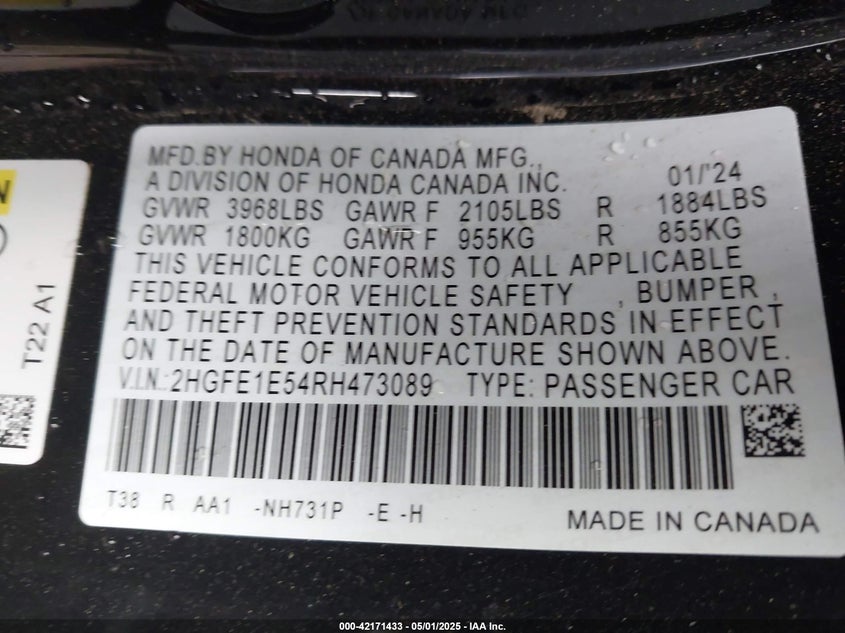 MFD.BY HONDA OF CANADA MFG.,
A DIVISION OF HONDA CANADA INC. 01/'24
GVWR 3968LBS GAWR F 2105LBS R 1884LBS
GVWR 1800KG GAWR F 955KG R 855KG
THIS VEHICLE CONFORMS TO ALL APPLICABLE
FEDERAL MOTOR VEHICLE SAFETY , BUMPER ,
AND THEFT PREVENTION STANDARDS IN EFFECT
ON THE DATE OF MANUFACTURE SHOWN ABOVE.
V.I.N.:2HGFE1E54RH473089 TYPE: PASSENGER CAR
T38 R AA1 -NH731P -E -H
MADE IN CANADA
T22 A1
000-42171433 - 05/01/2025 - IAA Inc.